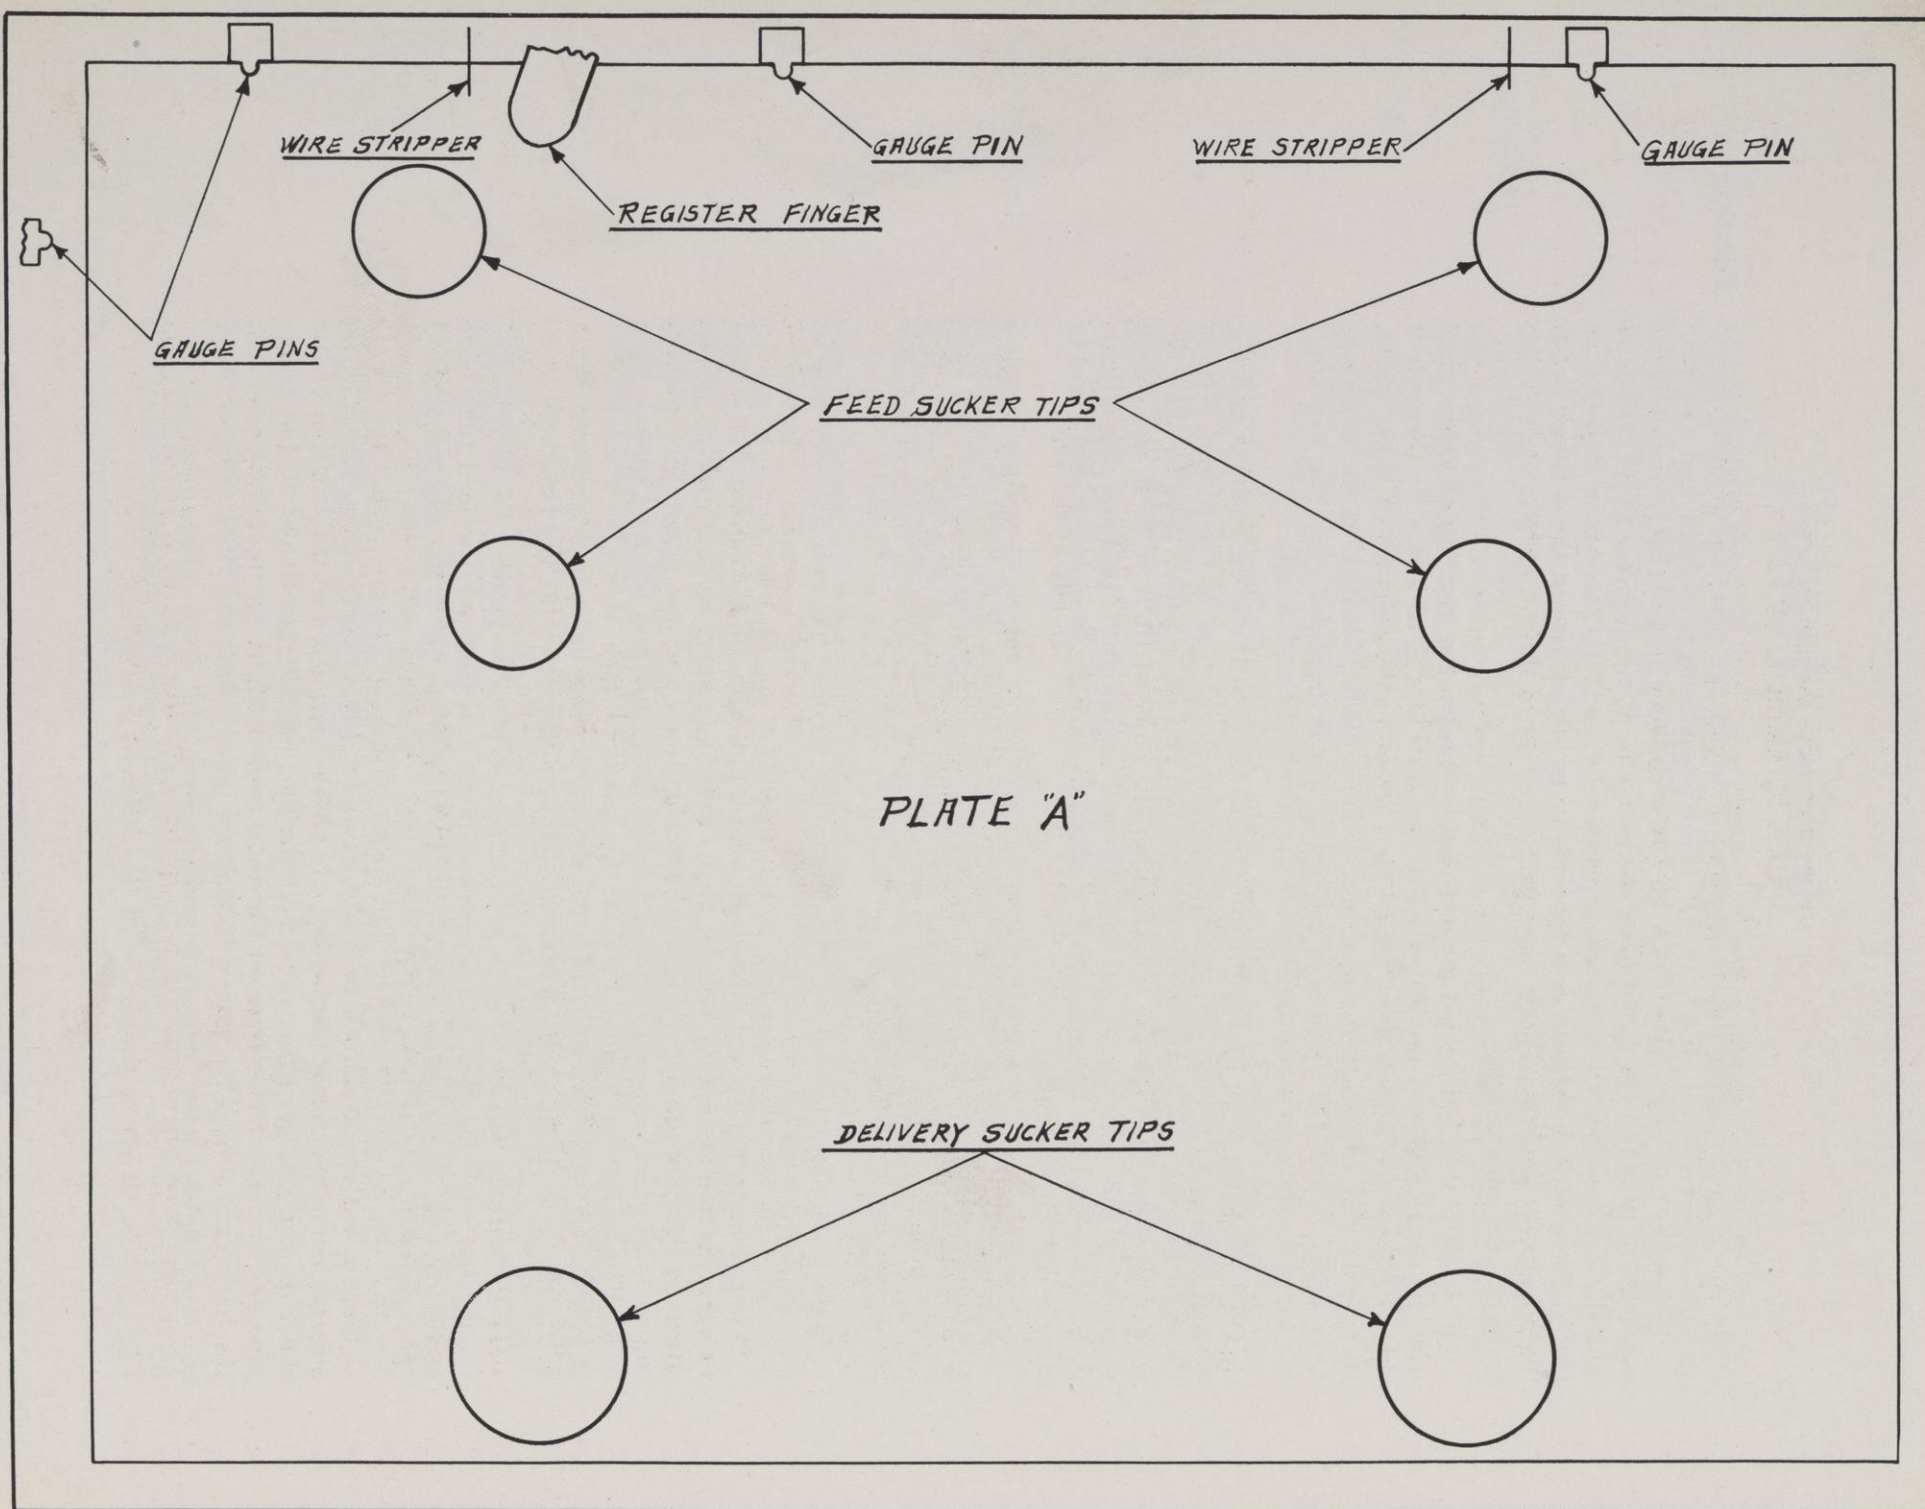 WIRE STRIPPER
GAUGE PIN
WIRE STRIPPER
GAUGE PIN
REGISTER FINGER
GAUGE PINS
FEED SUCKER TIPS
PLATE "A"
DELIVERY SUCKER TIPS